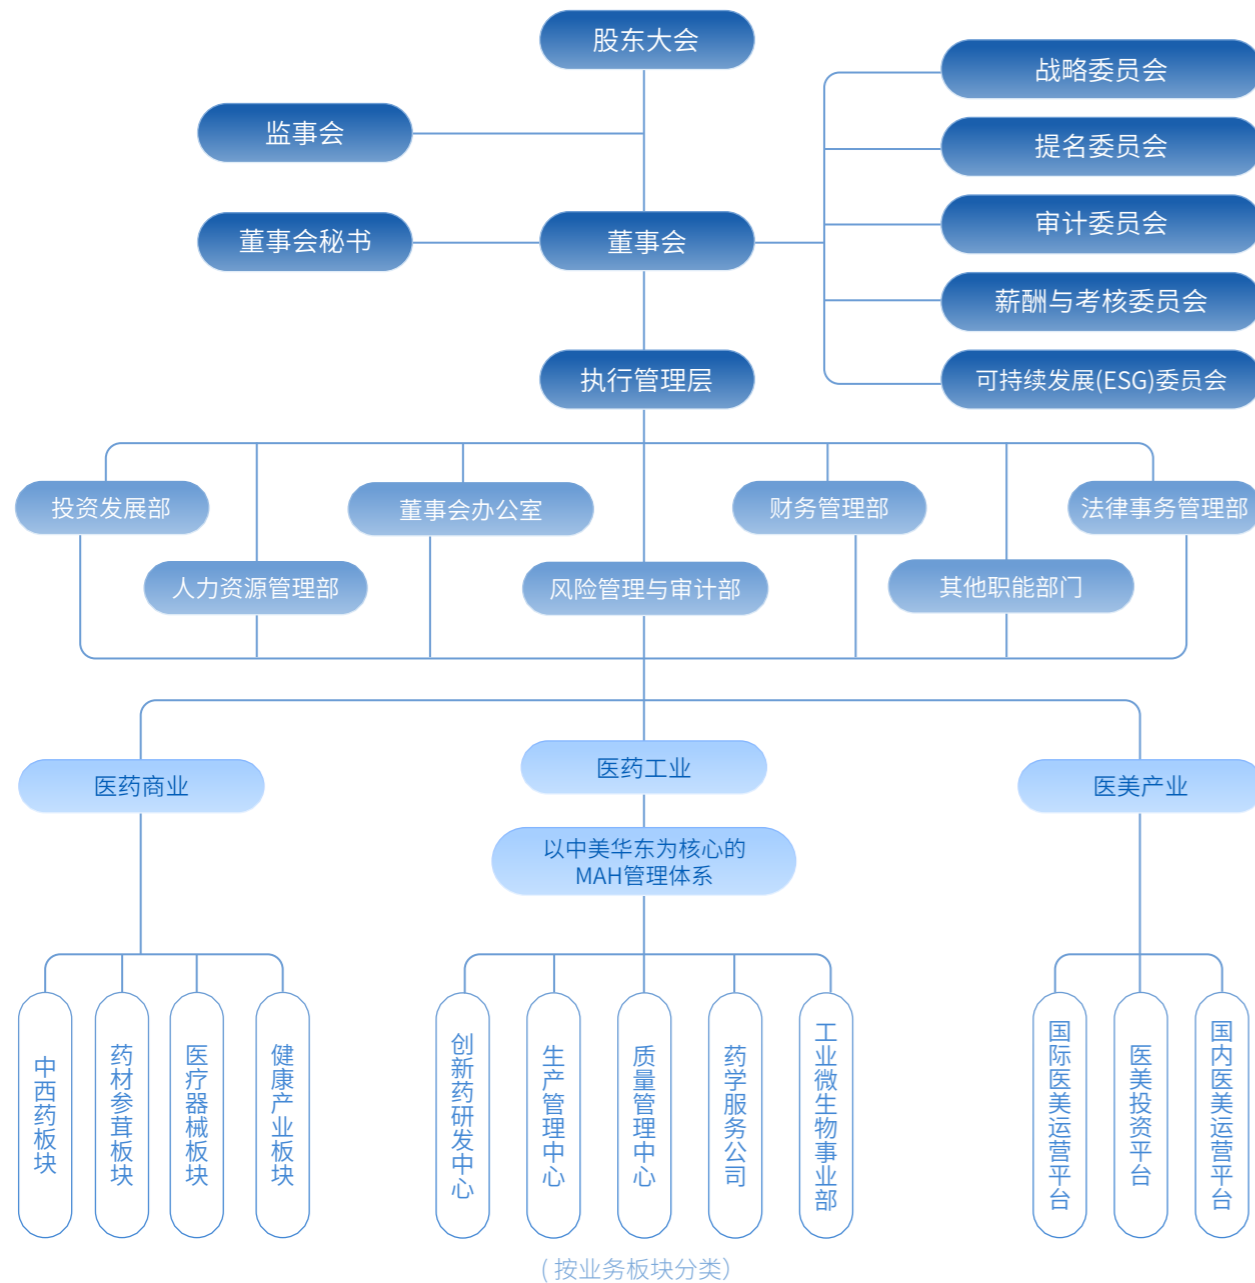 股东大会
监事会
董事会秘书
董事会
战略委员会
提名委员会
审计委员会
薪酬与考核委员会
可持续发展(ESG)委员会
执行管理层
投资发展部
董事会办公室
财务管理部
法律事务管理部
人力资源管理部
风险管理与审计部
其他职能部门
医药商业
医药工业
医美产业
以中美华东为核心的
MAH管理体系
中西药板块
药材参茸板块
医疗器械板块
健康产业板块
创新药研发中心
生产管理中心
质量管理中心
药学服务公司
工业微生物事业部
国际医美运营平台
医美投资平台
国内医美运营平台
( 按业务板块分类）